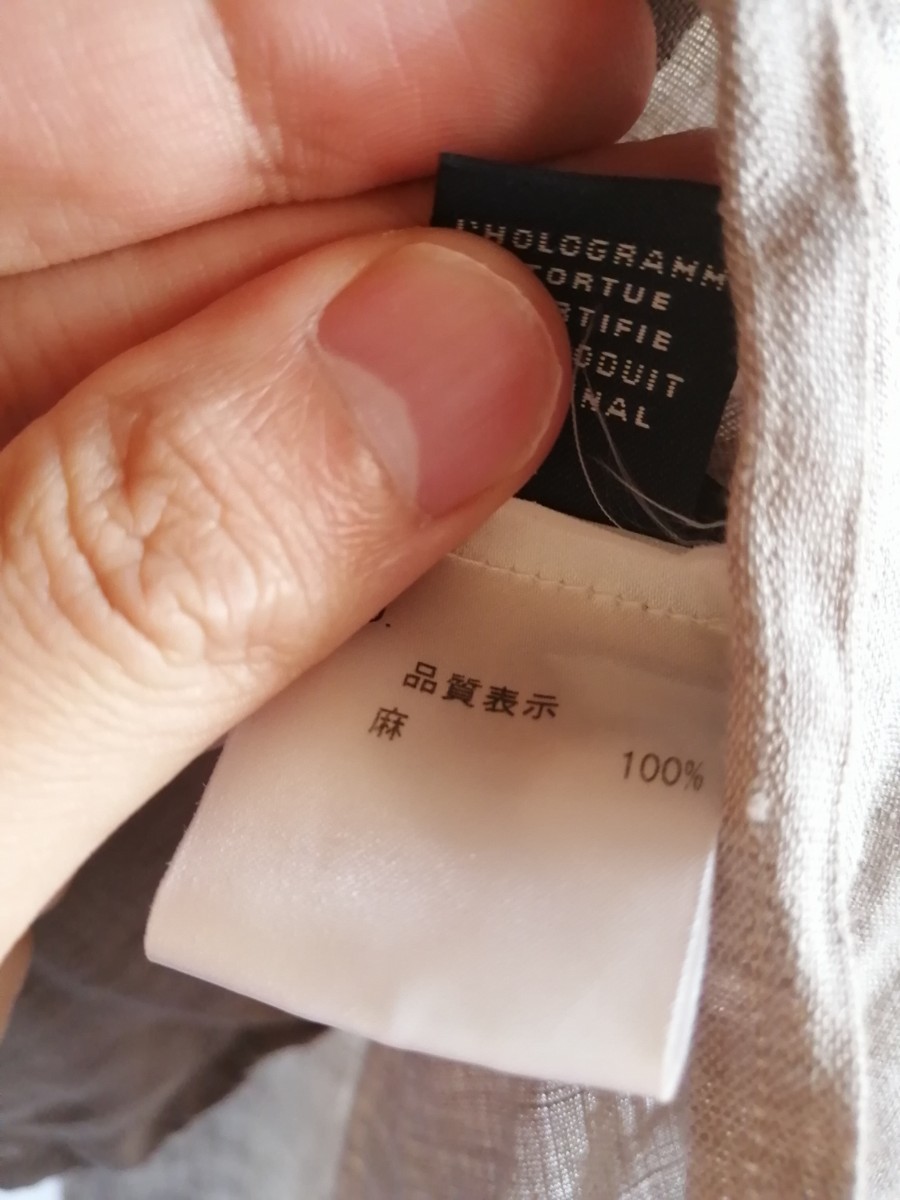 L'HOLOGRAMM
TORTUE
TIFIE
ODUIT
NAL
品質表示
麻
100%